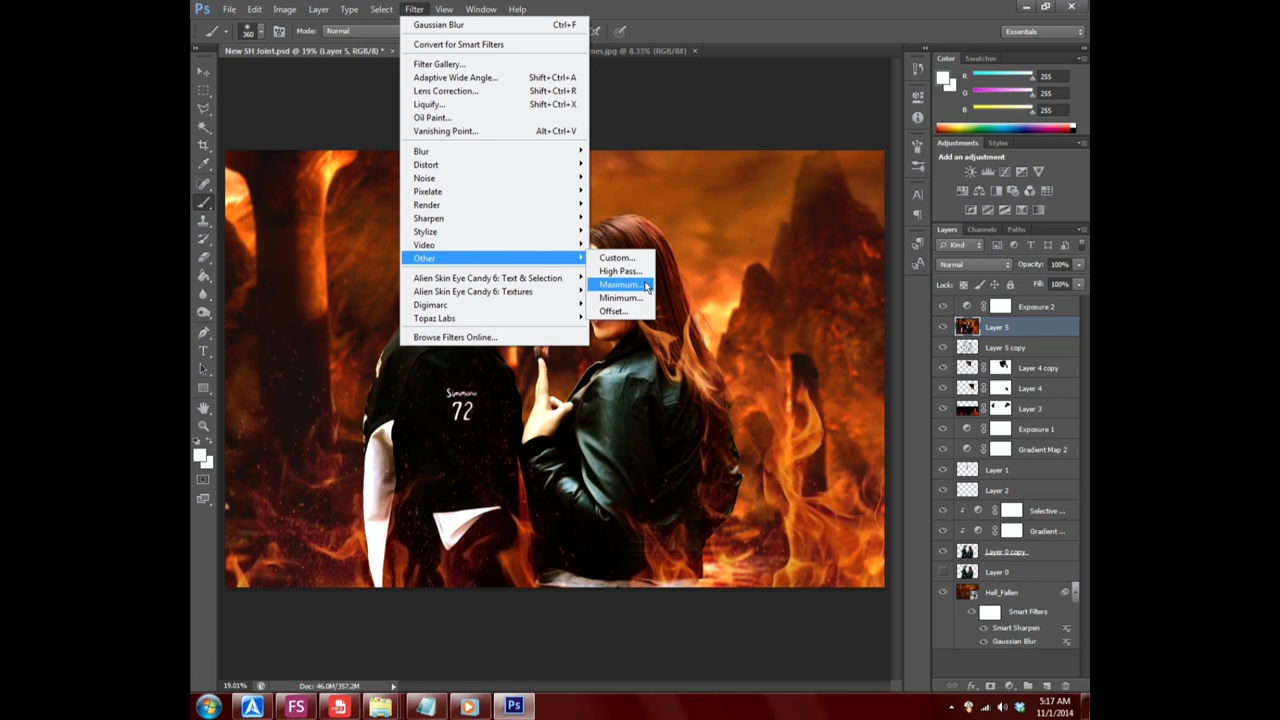 Ps File Edit Image Layer Type Select Filter View Window Help
360 Mode: Normal
Essentials
New SH Joint.psd @ 19% (Layer 5, RGB/8) * ×
mes.jpg @ 8.33% (RGB/8#) ×
Gaussian Blur Ctrl+F
Convert for Smart Filters
Filter Gallery...
Adaptive Wide Angle... Shift+Ctrl+A
Lens Correction... Shift+Ctrl+R
Liquify... Shift+Ctrl+X
Oil Paint...
Vanishing Point... Alt+Ctrl+V
Blur
Distort
Noise
Pixelate
Render
Sharpen
Stylize
Video
Other
Alien Skin Eye Candy 6: Text & Selection
Alien Skin Eye Candy 6: Textures
Digimarc
Topaz Labs
Browse Filters Online...
Custom...
High Pass...
Maximum...
Minimum...
Offset...
Simmons
72
Color Swatches
R 255
G 255
B 255
Adjustments Styles
Add an adjustment
Layers Channels Paths
Kind
Normal Opacity: 100%
Lock: Fill: 100%
Exposure 2
Layer 5
Layer 5 copy
Layer 4 copy
Layer 4
Layer 3
Exposure 1
Gradient Map 2
Layer 1
Layer 2
Selective ...
Gradient ...
Layer 0 copy
Layer 0
Hell_Fallen
Smart Filters
Smart Sharpen
Gaussian Blur
19.01% Doc: 46.0M/357.2M
FS Ps
5:17 AM
11/1/2014